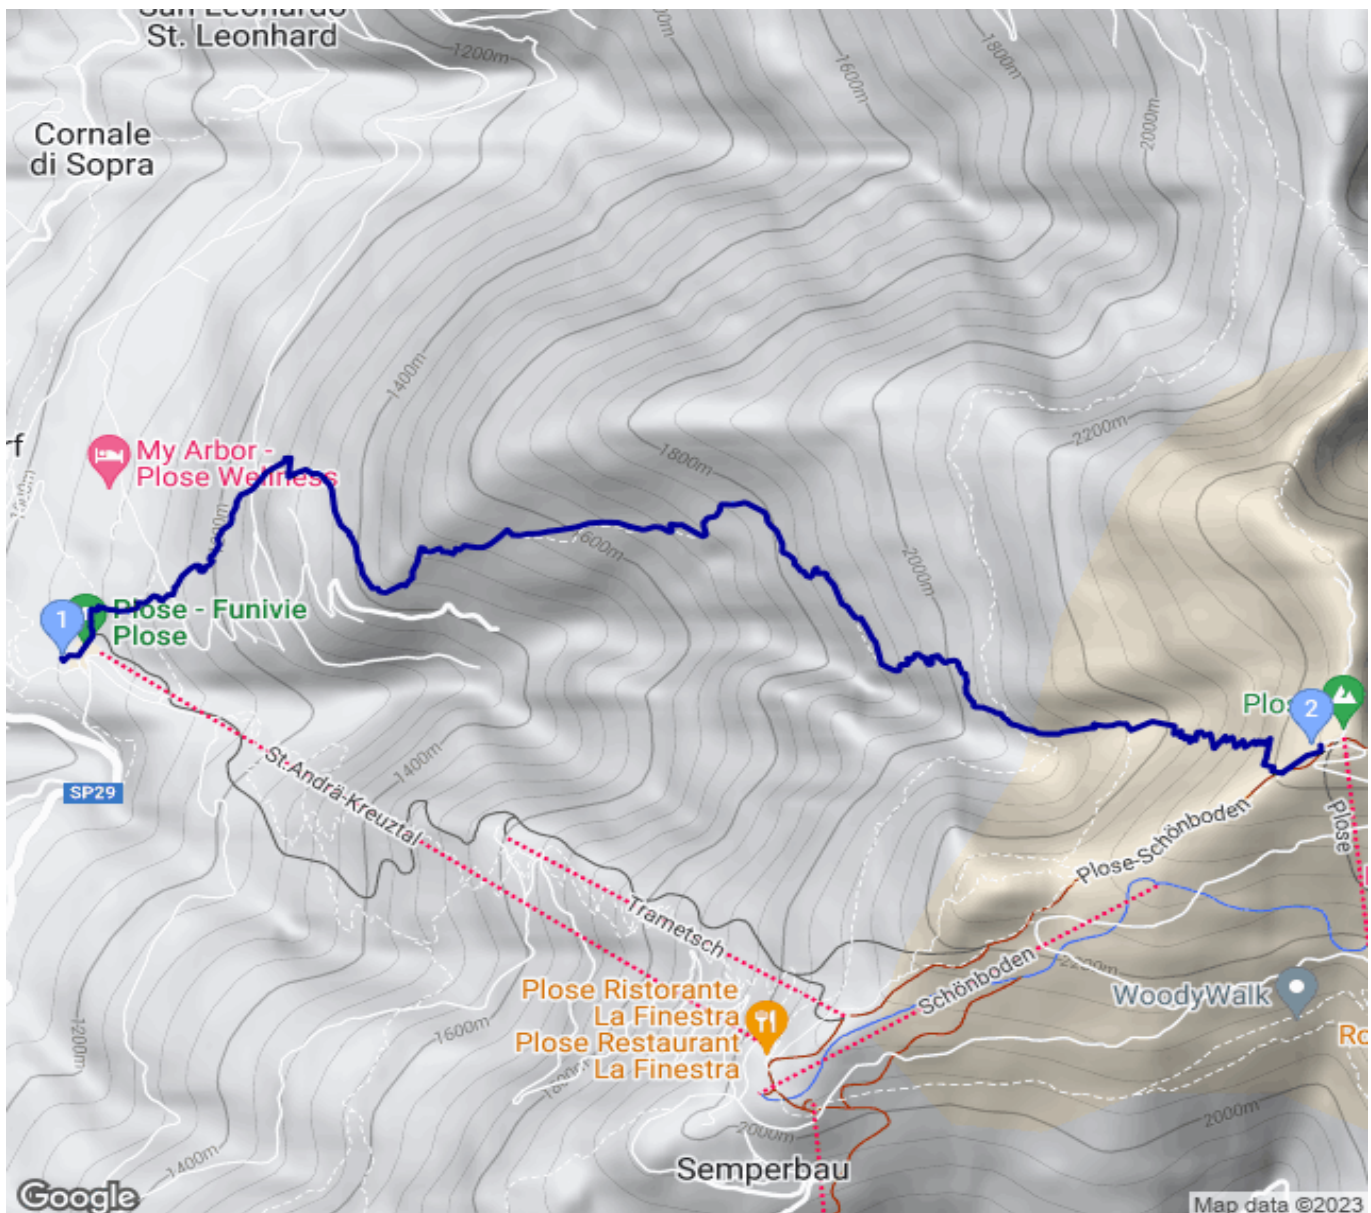 St. Leonhard
1200m
1800m
1600m
2000m
Cornale
di Sopra
1400m
2200m
My Arbor -
Plose Wellness
1800m
1600m
2000m
Plose - Funivie
Plose
1
2
SP29
St.Andrä-Kreuztal
1400m
Plose-Schönboden
Plose
Trametsch
Schönboden
2200m
WoodyWalk
Plose Ristorante
La Finestra
Plose Restaurant
La Finestra
1200m
1600m
1800m
2000m
2000m
1400m
Semperbau
Google
Map data ©2023